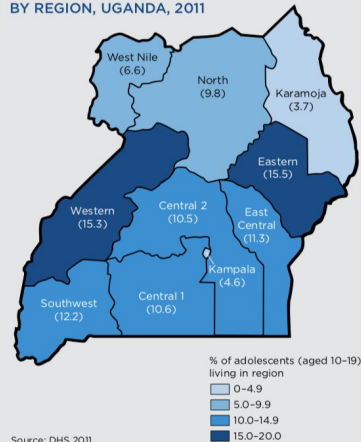 BY REGION, UGANDA, 2011
West Nile
(6.6)
North
(9.8)
Karamoja
(3.7)
Eastern
(15.5)
Western
(15.3)
Central 2
(10.5)
East
Central
(11.3)
Kampala
(4.6)
Southwest
(12.2)
Central 1
(10.6)
% of adolescents (aged 10–19)
living in region
0–4.9
5.0–9.9
10.0–14.9
15.0–20.0
Source: DHS 2011